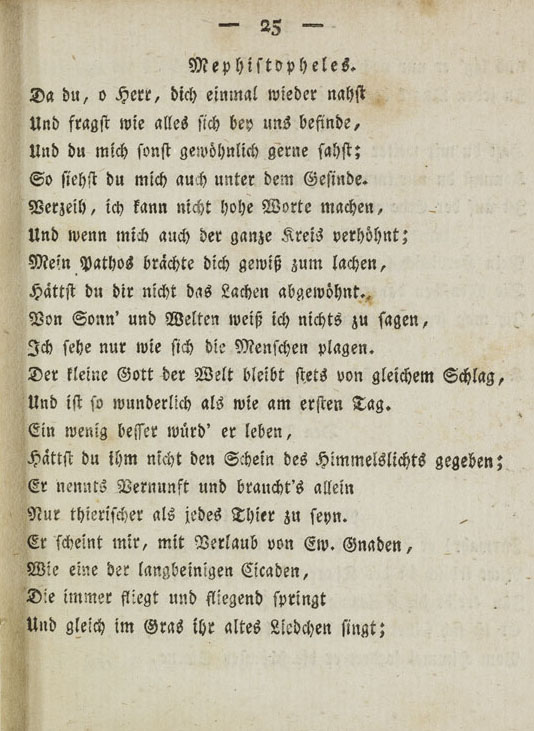 — 25 —
Mephistopheles.
Da du, o Herr, dich einmal wieder nahst
Und fragst wie alles sich bey uns befinde,
Und du mich sonst gewöhnlich gerne sahst;
So siehst du mich auch unter dem Gesinde.
Verzeih, ich kann nicht hohe Worte machen,
Und wenn mich auch der ganze Kreis verhöhnt;
Mein Pathos brächte dich gewiß zum lachen,
Hättst du dir nicht das Lachen abgewöhnt.
Von Sonn' und Welten weiß ich nichts zu sagen,
Ich sehe nur wie sich die Menschen plagen.
Der kleine Gott der Welt bleibt stets von gleichem Schlag,
Und ist so wunderlich als wie am ersten Tag.
Ein wenig besser würd' er leben,
Hättst du ihm nicht den Schein des Himmelslichts gegeben;
Er nennts Vernunft und braucht's allein
Nur thierischer als jedes Thier zu seyn.
Er scheint mir, mit Verlaub von Ew. Gnaden,
Wie eine der langbeinigen Cicaden,
Die immer fliegt und fliegend springt
Und gleich im Gras ihr altes Liedchen singt;